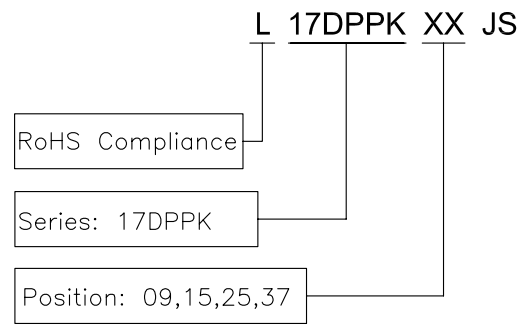 L 17DPPK XX JS
RoHS Compliance
Series: 17DPPK
Position: 09,15,25,37